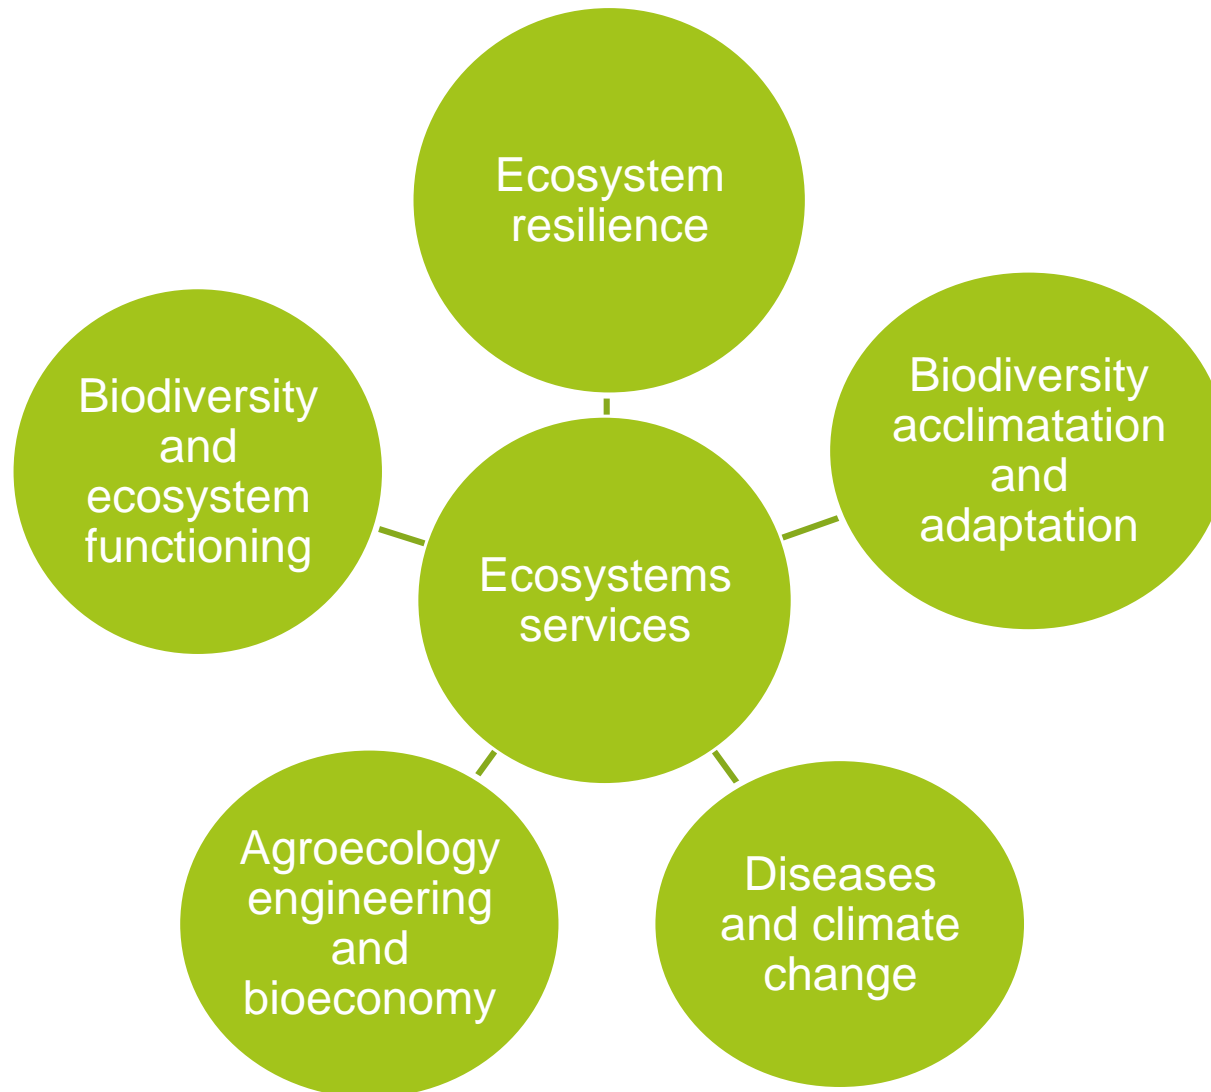 Ecosystem
resilience
Biodiversity
and
ecosystem
functioning
Biodiversity
acclimatation
and
adaptation
Ecosystems
services
Agroecology
engineering
and
bioeconomy
Diseases
and climate
change